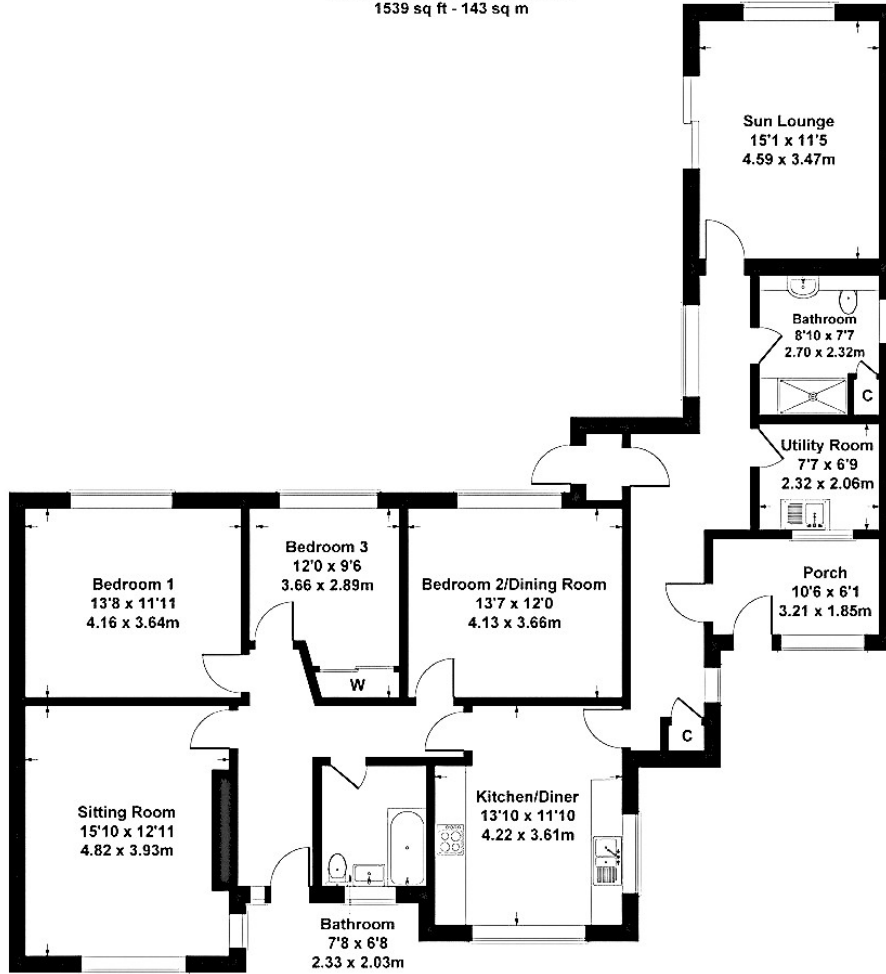 1539 sq ft - 143 sq m
Sun Lounge
15'1 x 11'5
4.59 x 3.47m
Bathroom
8'10 x 7'7
2.70 x 2.32m
C
Utility Room
7'7 x 6'9
2.32 x 2.06m
Porch
10'6 x 6'1
3.21 x 1.85m
Bedroom 1
13'8 x 11'11
4.16 x 3.64m
Bedroom 3
12'0 x 9'6
3.66 x 2.89m
W
Bedroom 2/Dining Room
13'7 x 12'0
4.13 x 3.66m
C
Sitting Room
15'10 x 12'11
4.82 x 3.93m
Kitchen/Diner
13'10 x 11'10
4.22 x 3.61m
Bathroom
7'8 x 6'8
2.33 x 2.03m